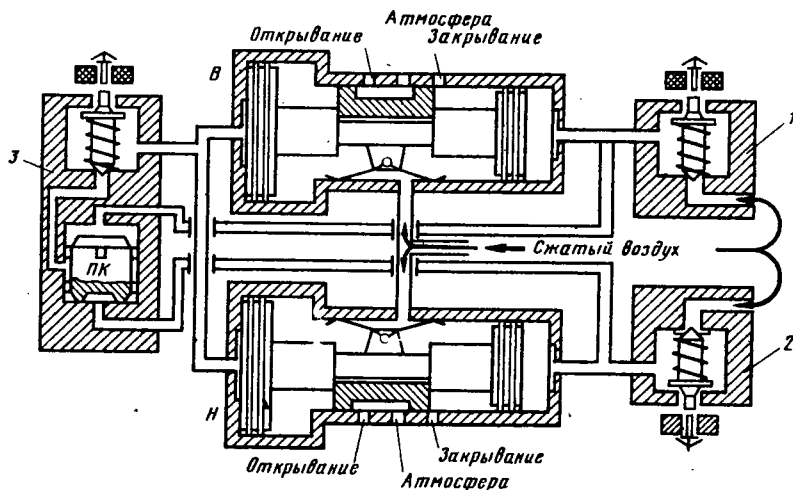 Атмосфера
Открывание
Закрывание
В
1
3
ПК
Сжатый воздух
2
Н
Открывание
Закрывание
Атмосфера